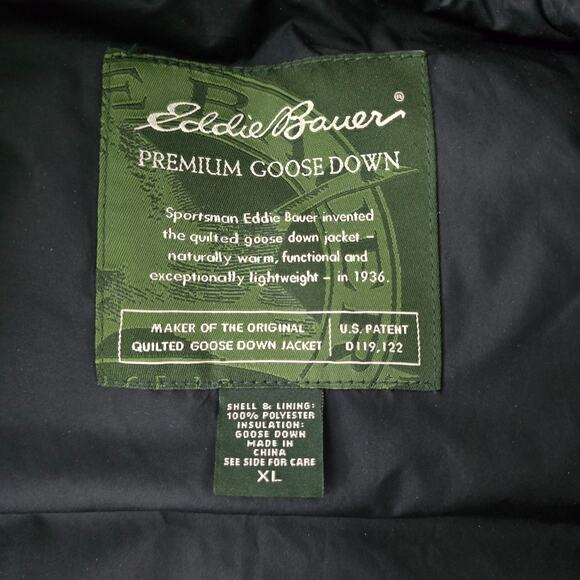 Eddie Bauer®
PREMIUM GOOSE DOWN
Sportsman Eddie Bauer invented
the quilted goose down jacket –
naturally warm, functional and
exceptionally lightweight – in 1936.
MAKER OF THE ORIGINAL
QUILTED GOOSE DOWN JACKET
U.S. PATENT
D119,122
SHELL & LINING:
100% POLYESTER
INSULATION:
GOOSE DOWN
MADE IN
CHINA
SEE SIDE FOR CARE
XL